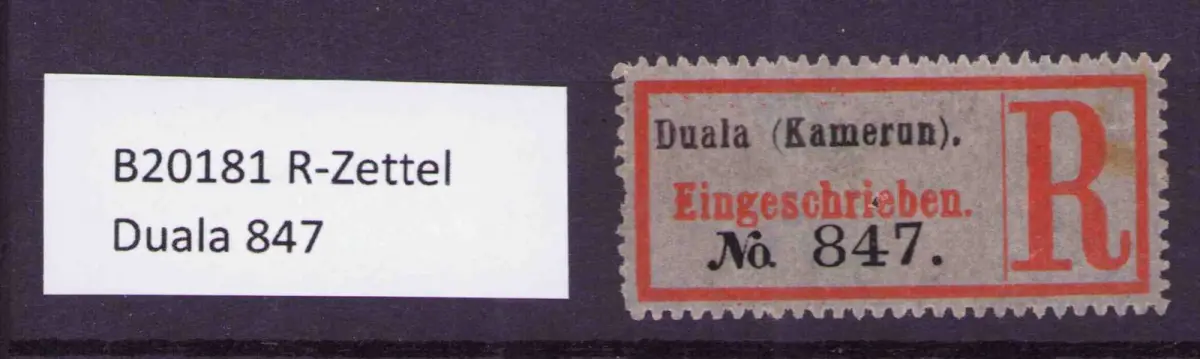 B20181 R-Zettel
Duala 847
Duala (Kamerun).
Eingeschrieben.
No. 847.
R